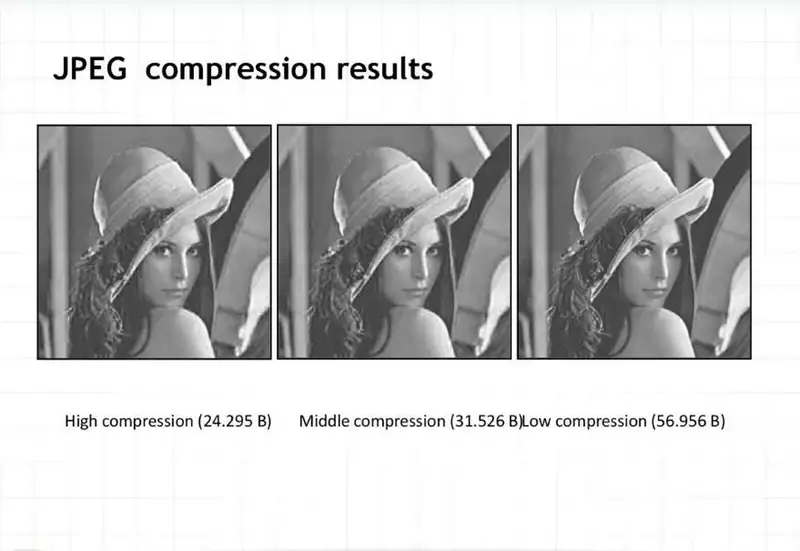 JPEG compression results
High compression (24.295 B)
Middle compression (31.526 B)
Low compression (56.956 B)